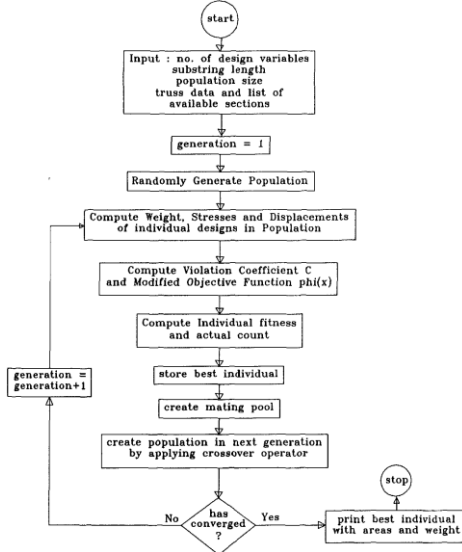 start
Input : no. of design variables
substring length
population size
truss data and list of
available sections
generation = 1
Randomly Generate Population
Compute Weight, Stresses and Displacements
of individual designs in Population
Compute Violation Coefficient C
and Modified Objective Function phi(x)
Compute Individual fitness
and actual count
store best individual
create mating pool
create population in next generation
by applying crossover operator
generation =
generation+1
has
converged
?
No
Yes
print best individual
with areas and weight
stop